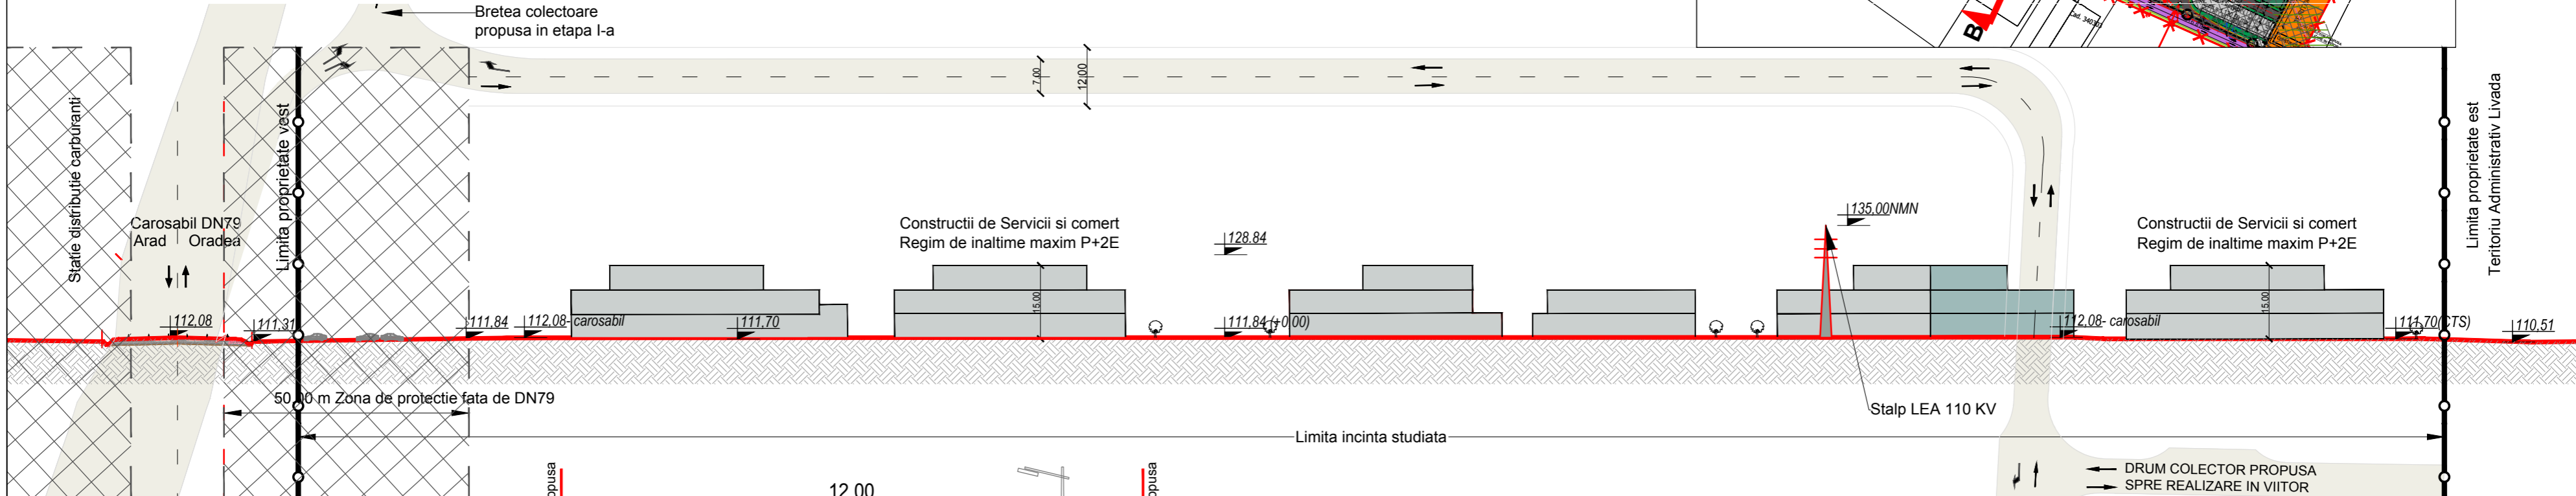 Bretea colectoare
propusa in etapa I-a
B
Cad. 340303
7.00
12.00
Statie distributie carburanti
Limita proprietate vest
Limita proprietate est
Teritoriu Administrativ Livada
Carosabil DN79
Arad Oradea
Constructii de Servicii si comert
Regim de inaltime maxim P+2E
128.84
135,00NMN
Constructii de Servicii si comert
Regim de inaltime maxim P+2E
15.00
15.00
112,08
111,31
111,84
112,08- carosabil
111,70
111,84 (+0,00)
112,08- carosabil
111,70(CTS)
110,51
50,00 m Zona de protectie fata de DN79
Stalp LEA 110 KV
Limita incinta studiata
opusa
12.00
opusa
DRUM COLECTOR PROPUSA
SPRE REALIZARE IN VIITOR